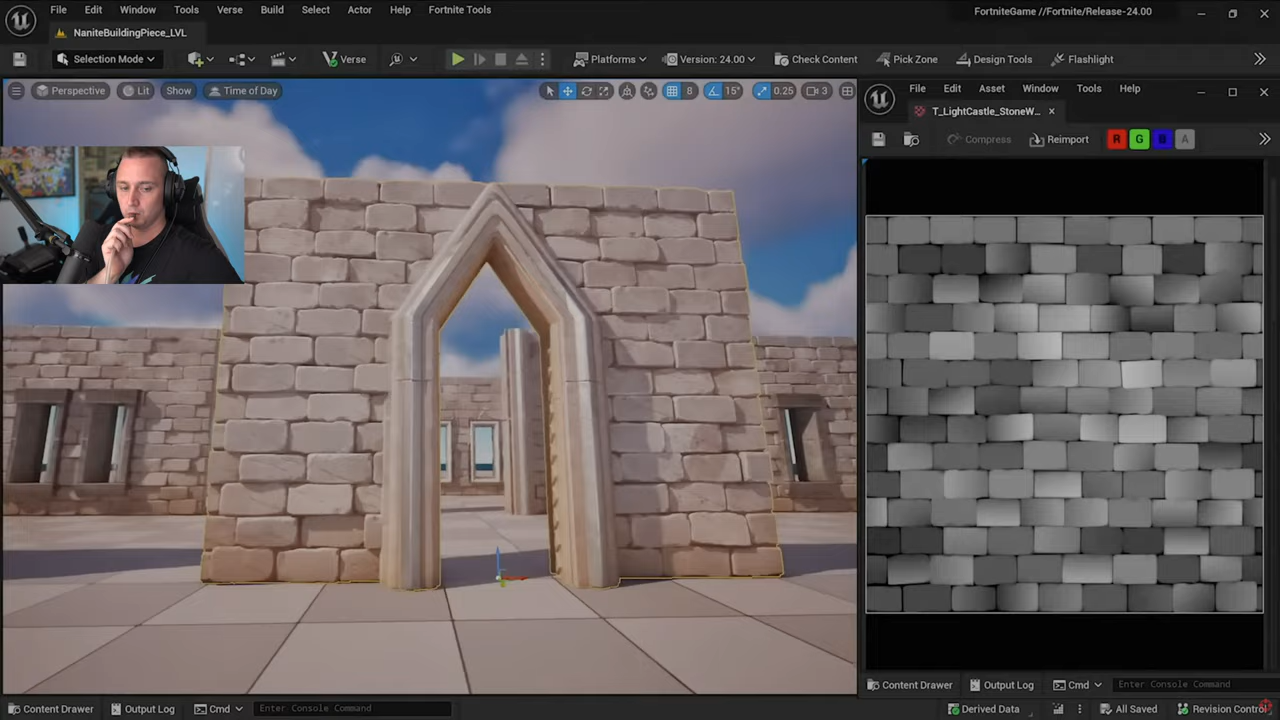 File Edit Window Tools Verse Build Select Actor Help Fortnite Tools
FortniteGame //Fortnite/Release-24.00
NaniteBuildingPiece_LVL
Selection Mode
Verse
Platforms
Version: 24.00
Check Content
Pick Zone
Design Tools
Flashlight
Perspective
Lit
Show
Time of Day
8
15°
0.25
3
File Edit Asset Window Tools Help
T_LightCastle_StoneW...
Compress
Reimport
R G B A
Content Drawer
Output Log
Cmd
Enter Console Command
Content Drawer
Output Log
Cmd
Enter Console Command
Derived Data
All Saved
Revision Control